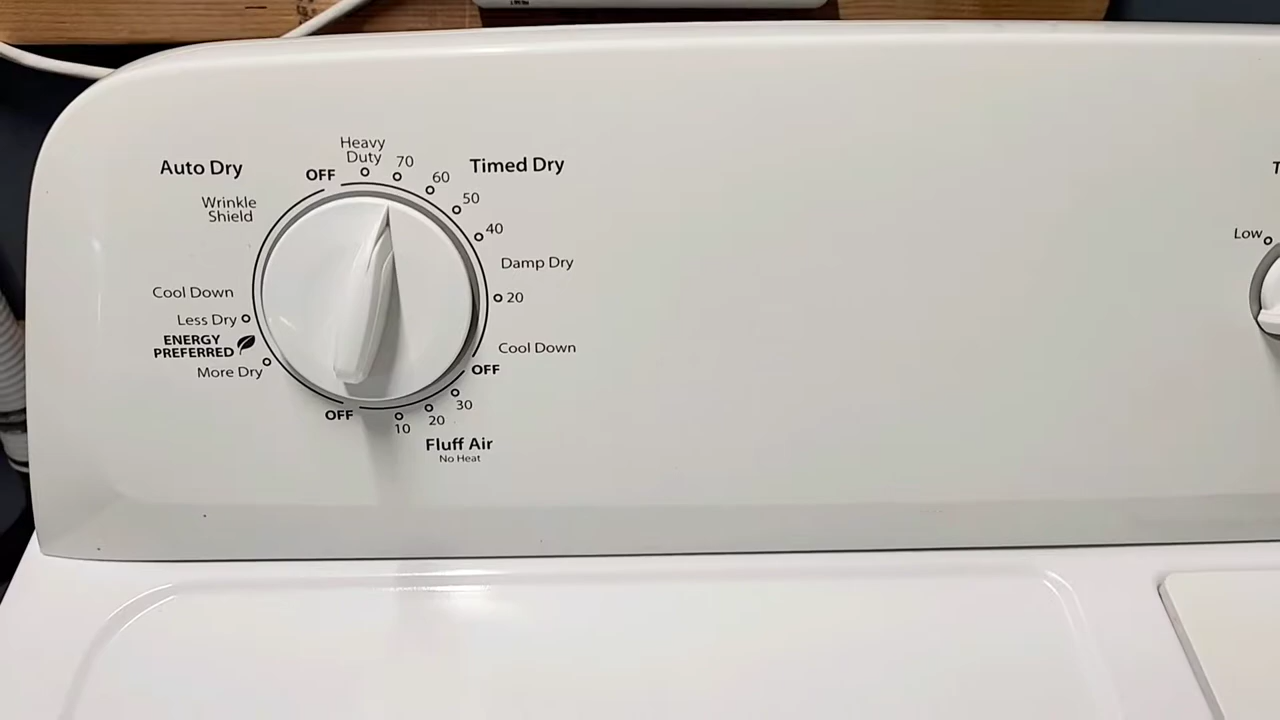 Auto Dry
OFF
Heavy
Duty
70
60
50
40
Timed Dry
Wrinkle
Shield
Damp Dry
20
Cool Down
Less Dry
ENERGY
PREFERRED
More Dry
Cool Down
OFF
30
20
10
OFF
Fluff Air
No Heat
Low